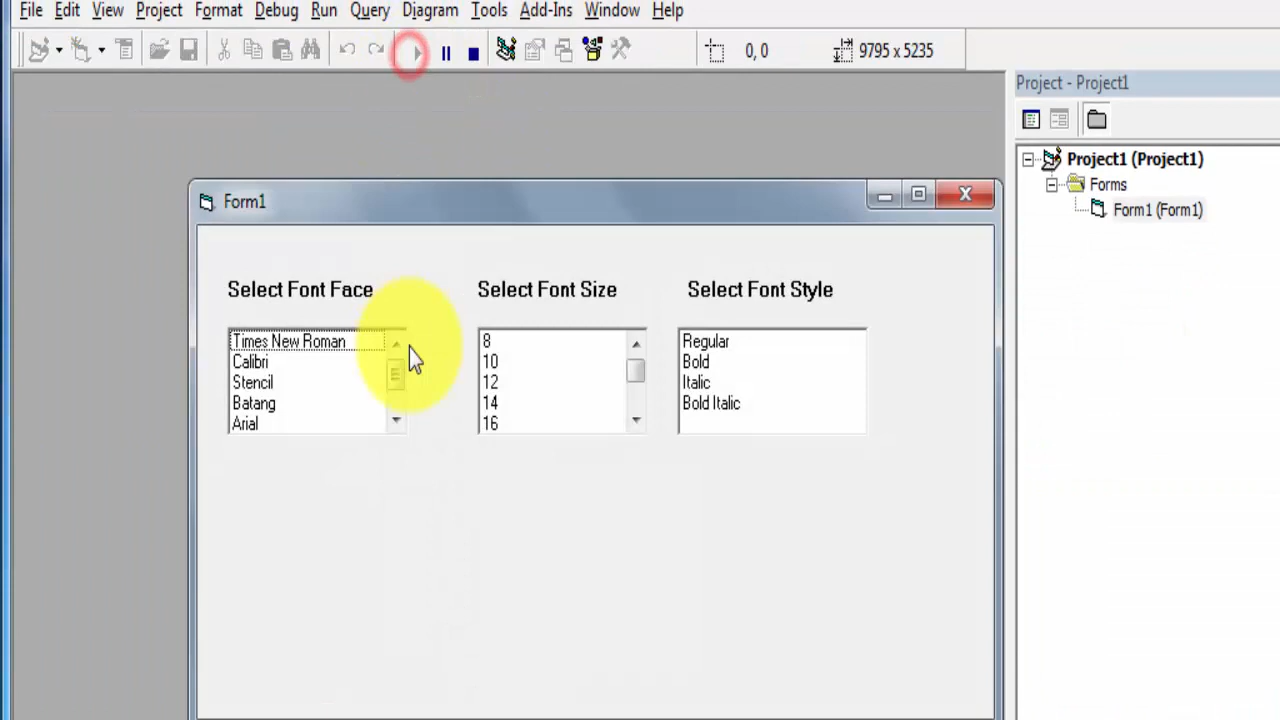 File Edit View Project Format Debug Run Query Diagram Tools Add-Ins Window Help
0, 0 9795 x 5235
Project - Project1
Project1 (Project1)
Forms
Form1 (Form1)
Form1
Select Font Face Select Font Size Select Font Style
Times New Roman 8 Regular
Calibri 10 Bold
Stencil 12 Italic
Batang 14 Bold Italic
Arial 16